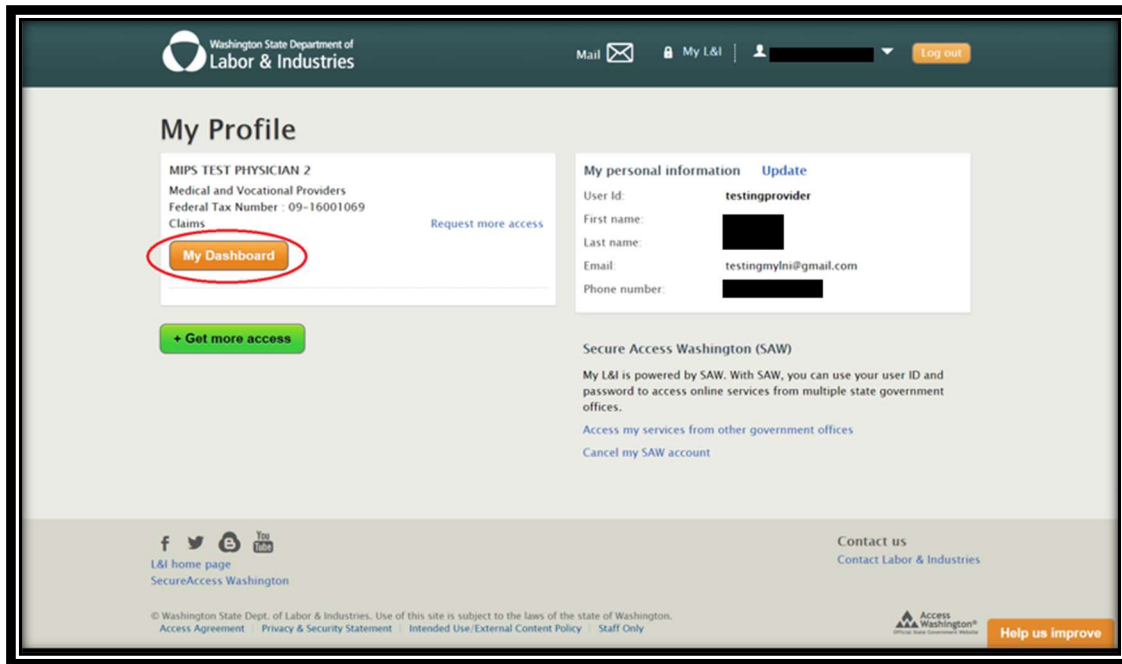 Washington State Department of
Labor & Industries
Mail
My L&I
Log out
My Profile
MIPS TEST PHYSICIAN 2
Medical and Vocational Providers
Federal Tax Number : 09-16001069
Claims
Request more access
My Dashboard
+ Get more access
My personal information Update
User Id: testingprovider
First name:
Last name:
Email: testingmylni@gmail.com
Phone number:
Secure Access Washington (SAW)
My L&I is powered by SAW. With SAW, you can use your user ID and
password to access online services from multiple state government
offices.
Access my services from other government offices
Cancel my SAW account
You
Tube
L&I home page
SecureAccess Washington
Contact us
Contact Labor & Industries
© Washington State Dept. of Labor & Industries. Use of this site is subject to the laws of the state of Washington.
Access Agreement | Privacy & Security Statement | Intended Use/External Content Policy | Staff Only
Access
Washington®
Official State Government Website
Help us improve